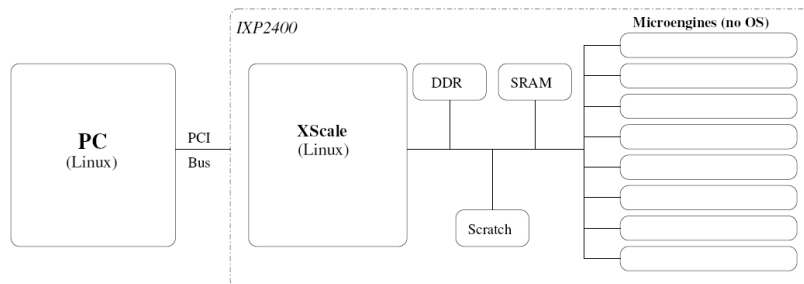 IXP2400
Microengines (no OS)
DDR
SRAM
PC
(Linux)
PCI
Bus
XScale
(Linux)
Scratch